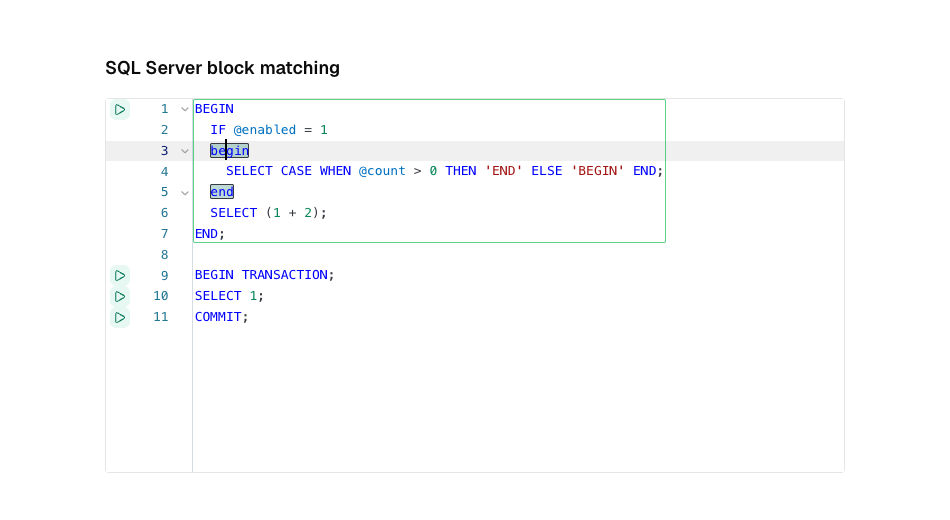 SQL Server block matching
1 BEGIN
2 IF @enabled = 1
3 begin
4 SELECT CASE WHEN @count > 0 THEN 'END' ELSE 'BEGIN' END;
5 end
6 SELECT (1 + 2);
7 END;
8
9 BEGIN TRANSACTION;
10 SELECT 1;
11 COMMIT;